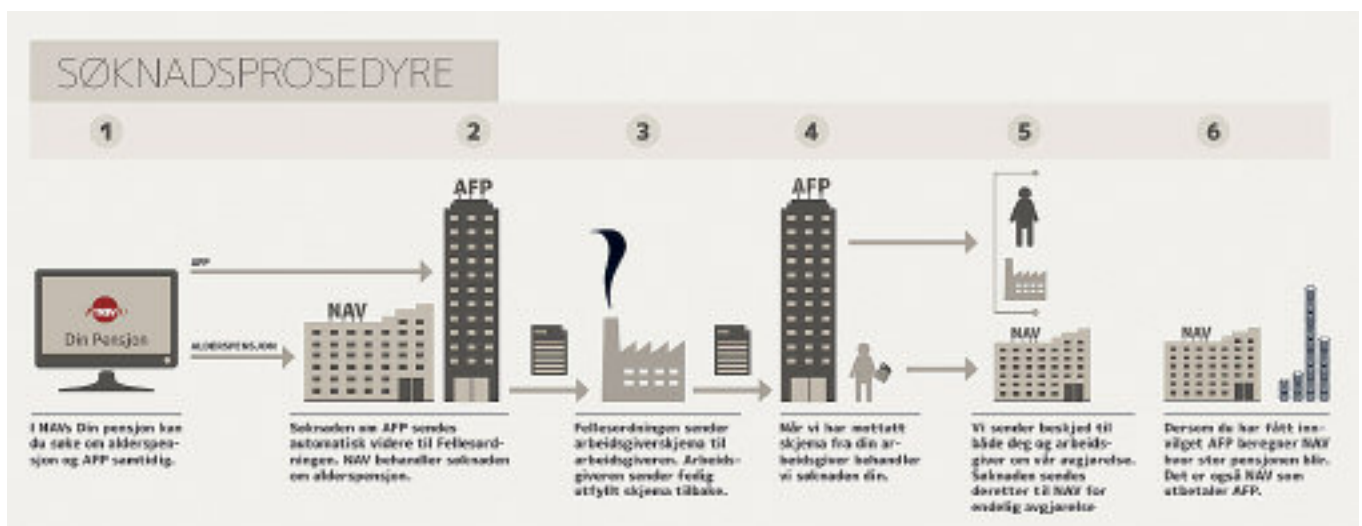 SØKNADSPROSEDYRE
1
2
3
4
5
6
AFP
AFP
AFP
NAV
NAV
Din Pensjon
ALDERSPENSJON
NAV
NAV
I NAVs Din pensjon kan
du søke om alderspen-
sjon og AFP samtidig.
Søknaden om AFP sendes
automatisk videre til Fellesord-
ningen. NAV behandler søknaden
om alderspensjon.
Fellesordningen sender
arbeidsgiverskjema til
arbeidsgiveren. Arbeids-
giveren sender ferdig
utfyllt skjema tilbake.
Når vi har mottatt
skjema fra din ar-
beidsgiver behandler
vi søknaden din.
Vi sender beskjed til
både deg og arbeids-
giver om vår avgjørelse.
Søknaden sendes
deretter til NAV for
endelig avgjørelse
Dersom du har fått inn-
vilget AFP beregner NAV
hvor stor pensjonen blir.
Det er også NAV som
utbetaler AFP.